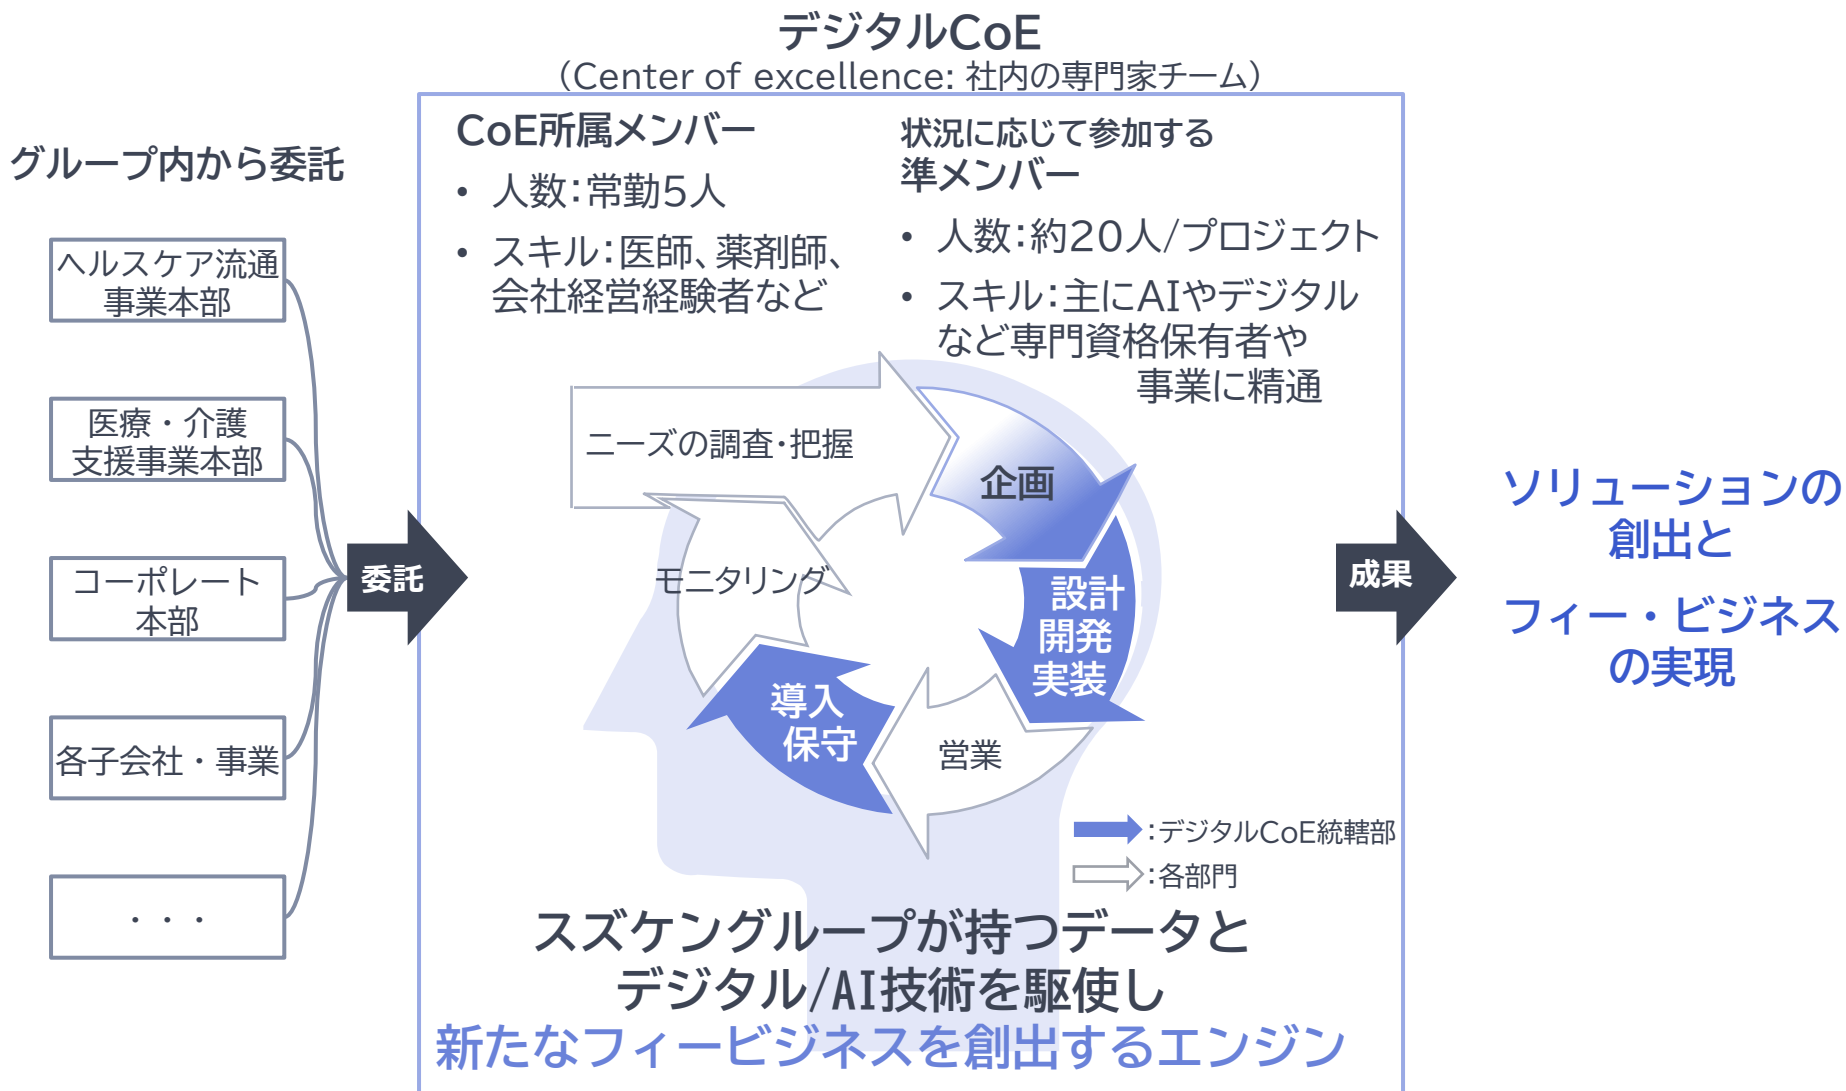 デジタルCoE
（Center of excellence: 社内の専門家チーム）
グループ内から委託
ヘルスケア流通
事業本部
医療・介護
支援事業本部
コーポレート
本部
各子会社・事業
・・・
委託
CoE所属メンバー
• 人数：常勤5人
• スキル：医師、薬剤師、
会社経営経験者など
状況に応じて参加する
準メンバー
• 人数：約20人/プロジェクト
• スキル：主にAIやデジタル
など専門資格保有者や
事業に精通
ニーズの調査・把握
企画
設計
開発
実装
営業
導入
保守
モニタリング
：デジタルCoE統轄部
：各部門
スズケングループが持つデータと
デジタル/AI技術を駆使し
新たなフィービジネスを創出するエンジン
成果
ソリューションの
創出と
フィー・ビジネス
の実現